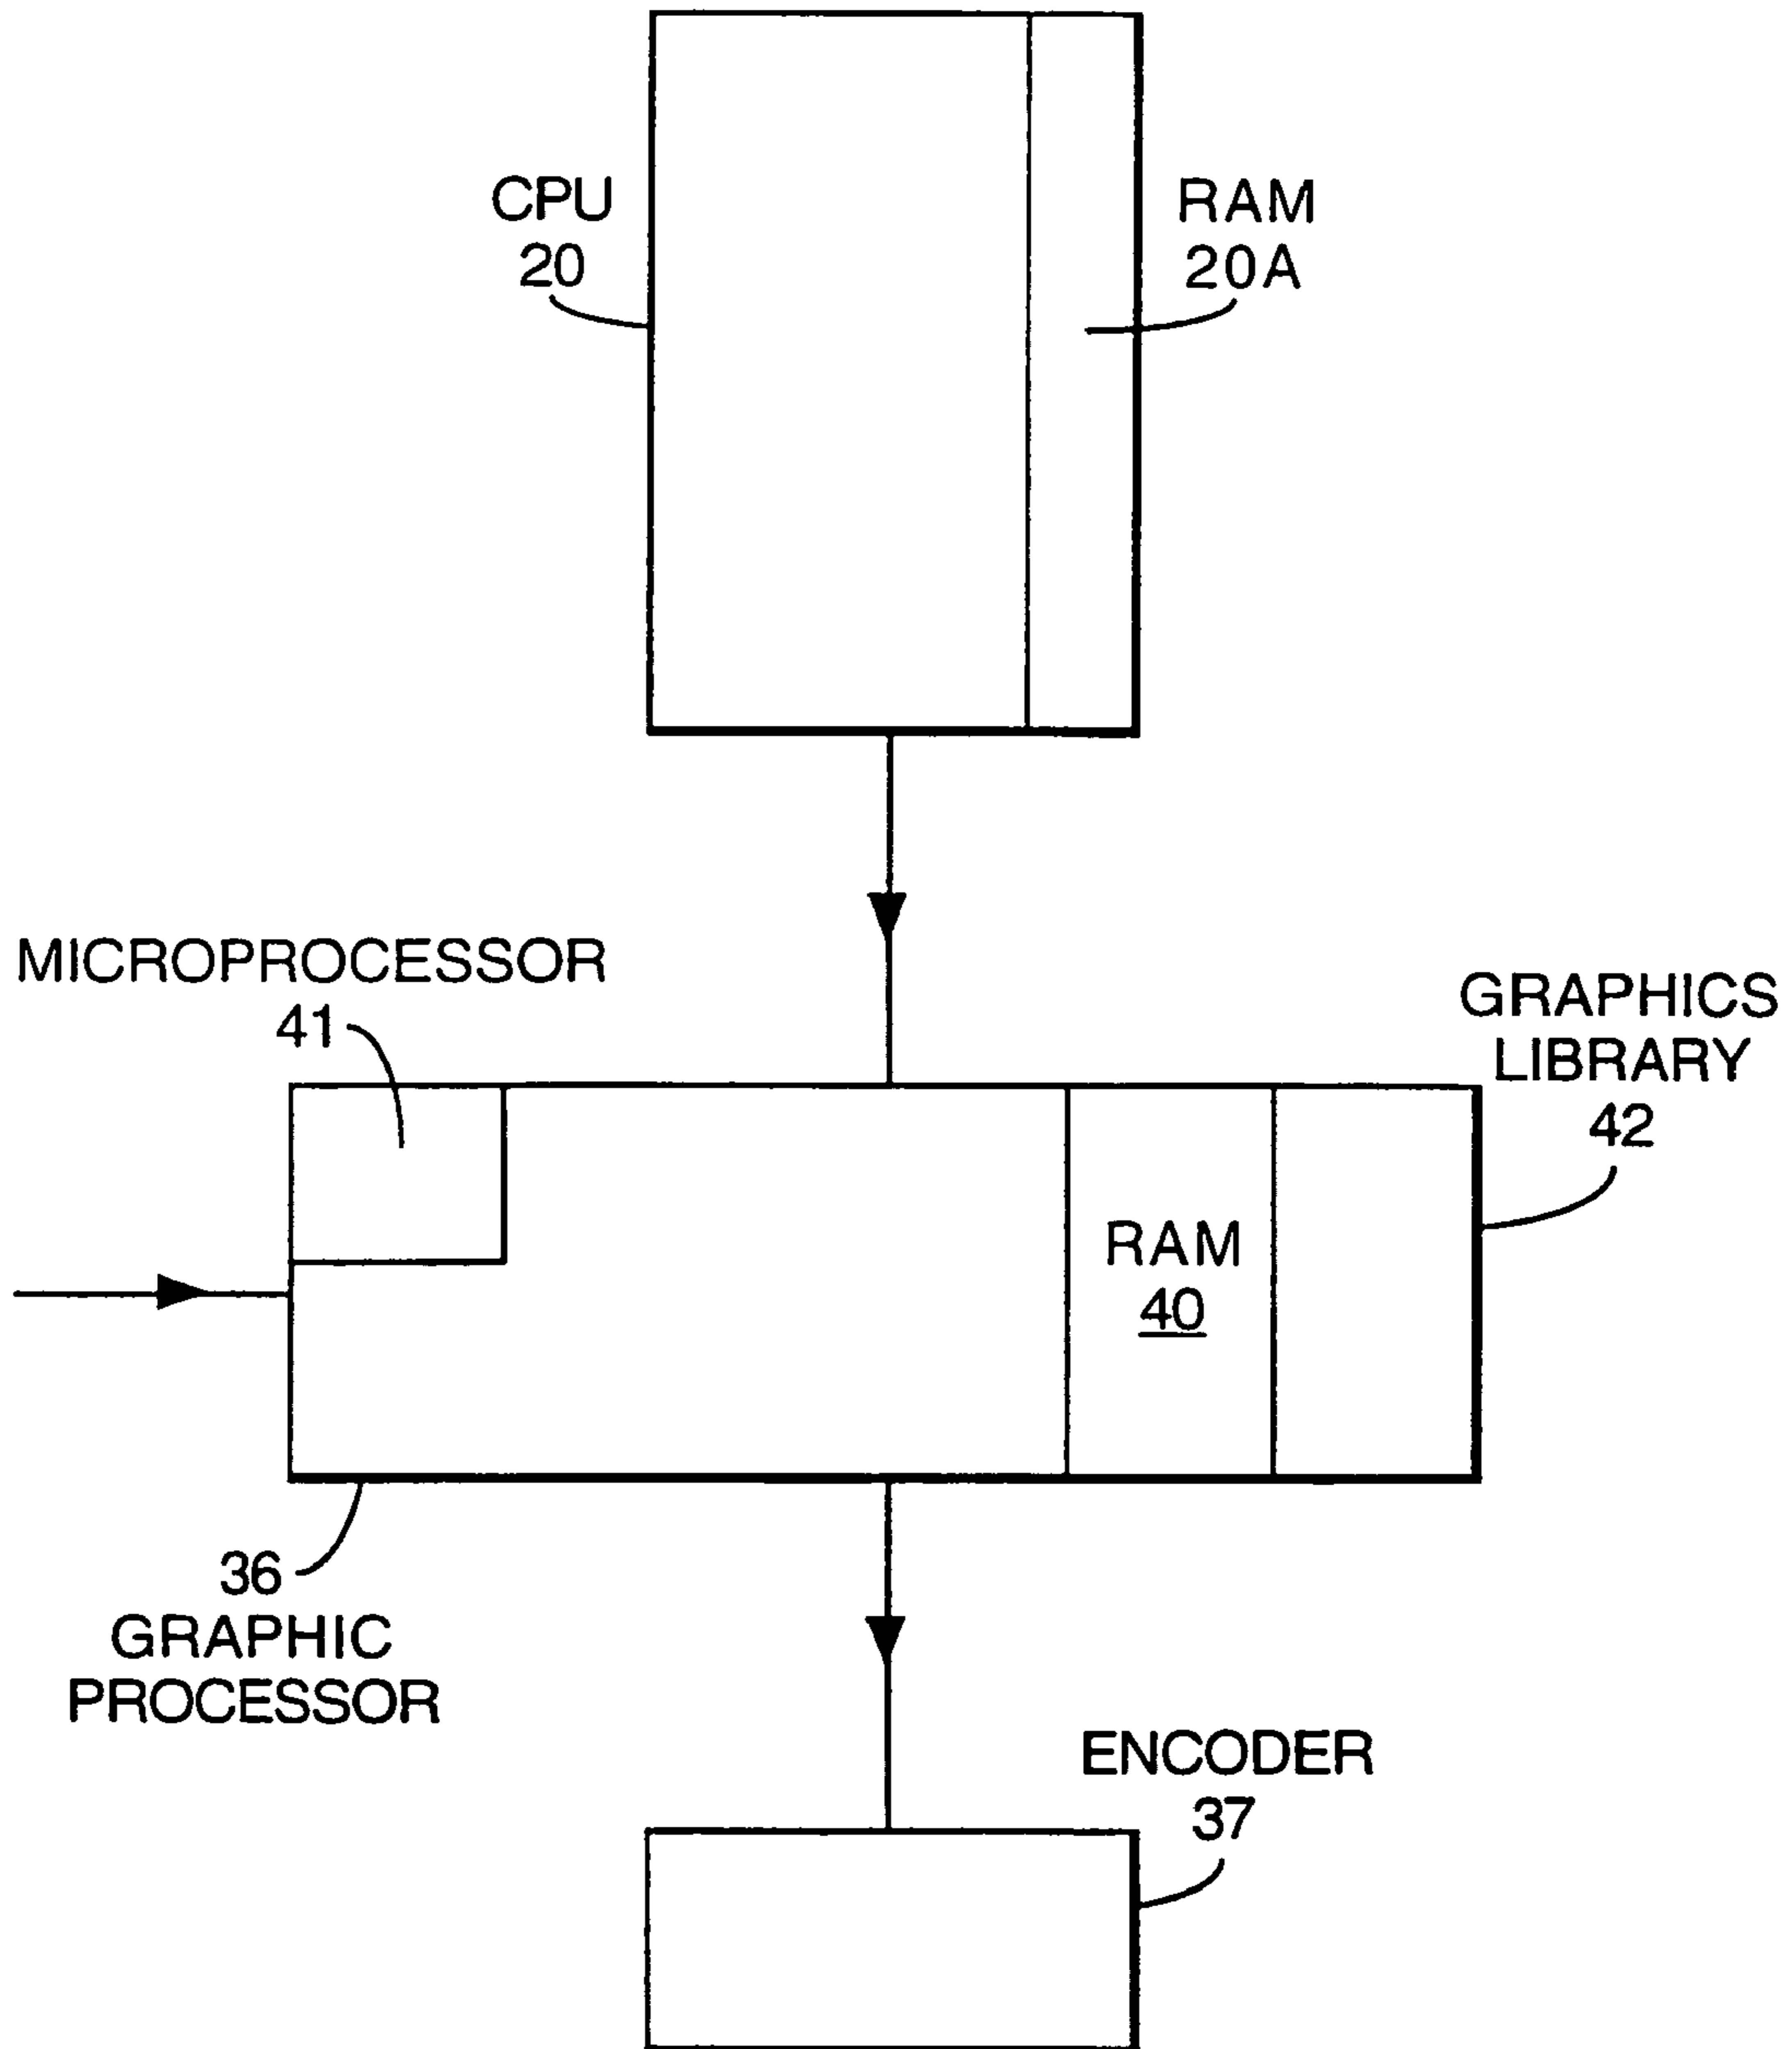 CPU
20
RAM
20A
MICROPROCESSOR
41
GRAPHICS
LIBRARY
42
RAM
40
36
GRAPHIC
PROCESSOR
ENCODER
37